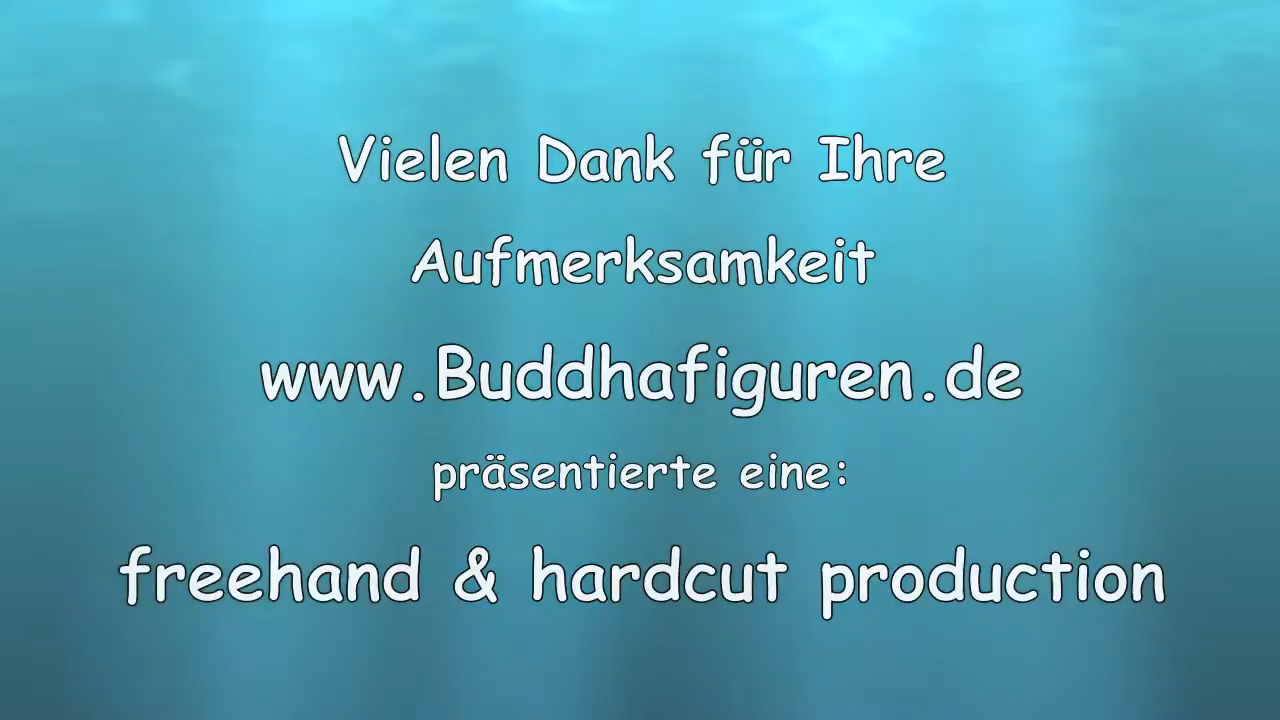 Vielen Dank für Ihre
Aufmerksamkeit
www.Buddhafiguren.de
präsentierte eine:
freehand & hardcut production